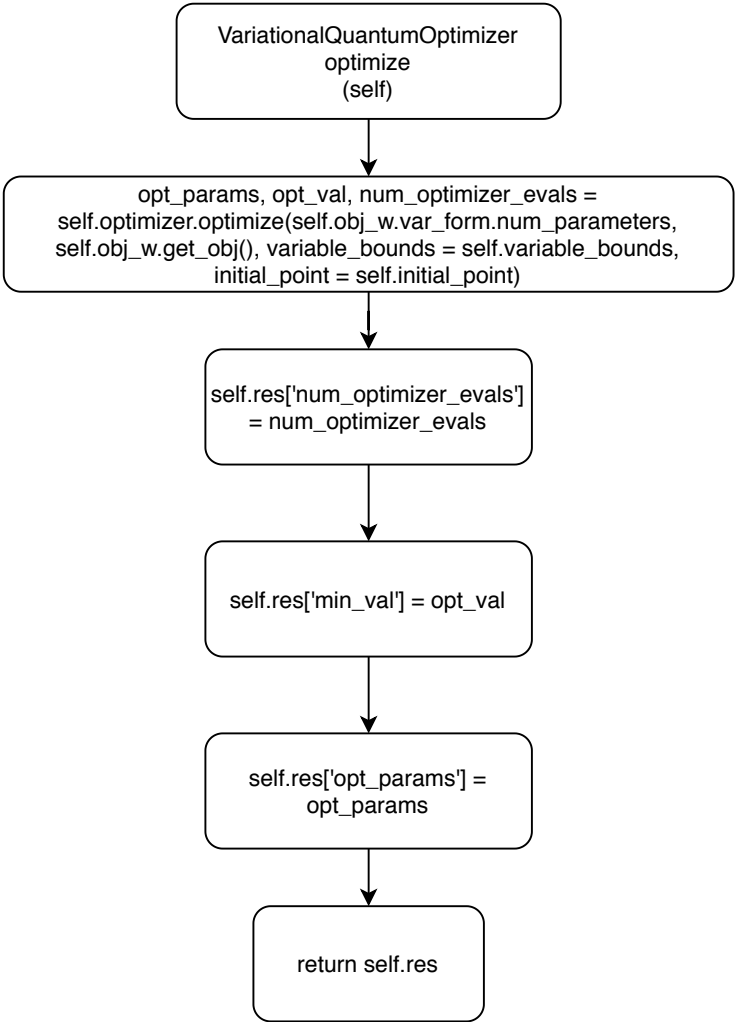 VariationalQuantumOptimizer
optimize
(self)
opt_params, opt_val, num_optimizer_evals =
self.optimizer.optimize(self.obj_w.var_form.num_parameters,
self.obj_w.get_obj(), variable_bounds = self.variable_bounds,
initial_point = self.initial_point)
self.res['num_optimizer_evals']
= num_optimizer_evals
self.res['min_val'] = opt_val
self.res['opt_params'] =
opt_params
return self.res